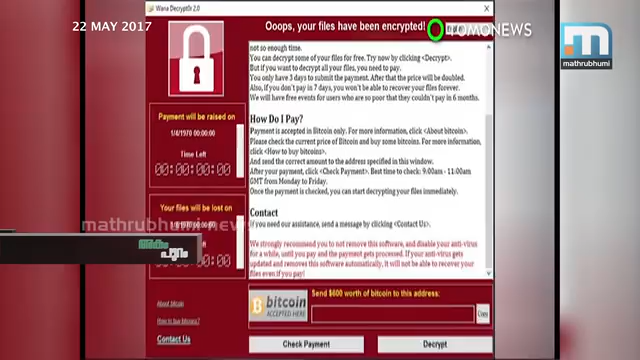 22 MAY 2017
Wana Decrypt0r 2.0
Ooops, your files have been encrypted!
TOMONEWS
mathrubhumi
not so enough time.
You can decrypt some of your files for free. Try now by clicking <Decrypt>.
But if you want to decrypt all your files, you need to pay.
You only have 3 days to submit the payment. After that the price will be doubled.
Also, if you don't pay in 7 days, you won't be able to recover your files forever.
We will have free events for users who are so poor that they couldn't pay in 6 months.
How Do I Pay?
Payment is accepted in Bitcoin only. For more information, click <About bitcoin>.
Please check the current price of Bitcoin and buy some bitcoins. For more information,
click <How to buy bitcoins>.
And send the correct amount to the address specified in this window.
After your payment, click <Check Payment>. Best time to check: 9:00am - 11:00am
GMT from Monday to Friday.
Once the payment is checked, you can start decrypting your files immediately.
Contact
If you need our assistance, send a message by clicking <Contact Us>.
We strongly recommend you to not remove this software, and disable your anti-virus
for a while, until you pay and the payment gets processed. If your anti-virus gets
updated and removes this software automatically, it will not be able to recover your
files even if you pay!
Payment will be raised on
1/4/1970 00:00:00
Time Left
00:00:00:00
Your files will be lost on
1/8/1970 00:00:00
mathrubhumi news
About bitcoin
How to buy bitcoins?
Contact Us
bitcoin
ACCEPTED HERE
Send $600 worth of bitcoin to this address:
Copy
Check Payment
Decrypt